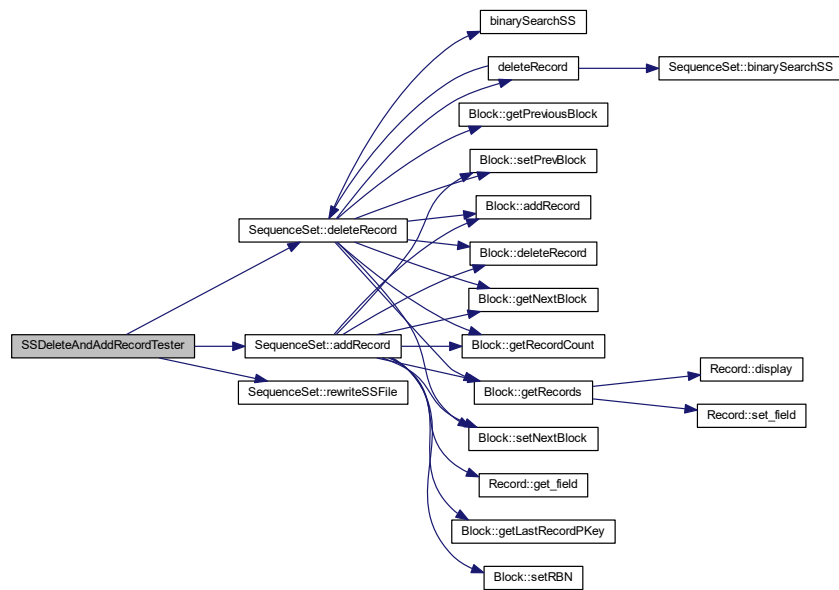 binarySearchSS
deleteRecord
SequenceSet::binarySearchSS
Block::getPreviousBlock
Block::setPrevBlock
Block::addRecord
SequenceSet::deleteRecord
Block::deleteRecord
Block::getNextBlock
SSDeleteAndAddRecordTester
SequenceSet::addRecord
Block::getRecordCount
Record::display
SequenceSet::rewriteSSFile
Block::getRecords
Record::set_field
Block::setNextBlock
Record::get_field
Block::getLastRecordPKey
Block::setRBN